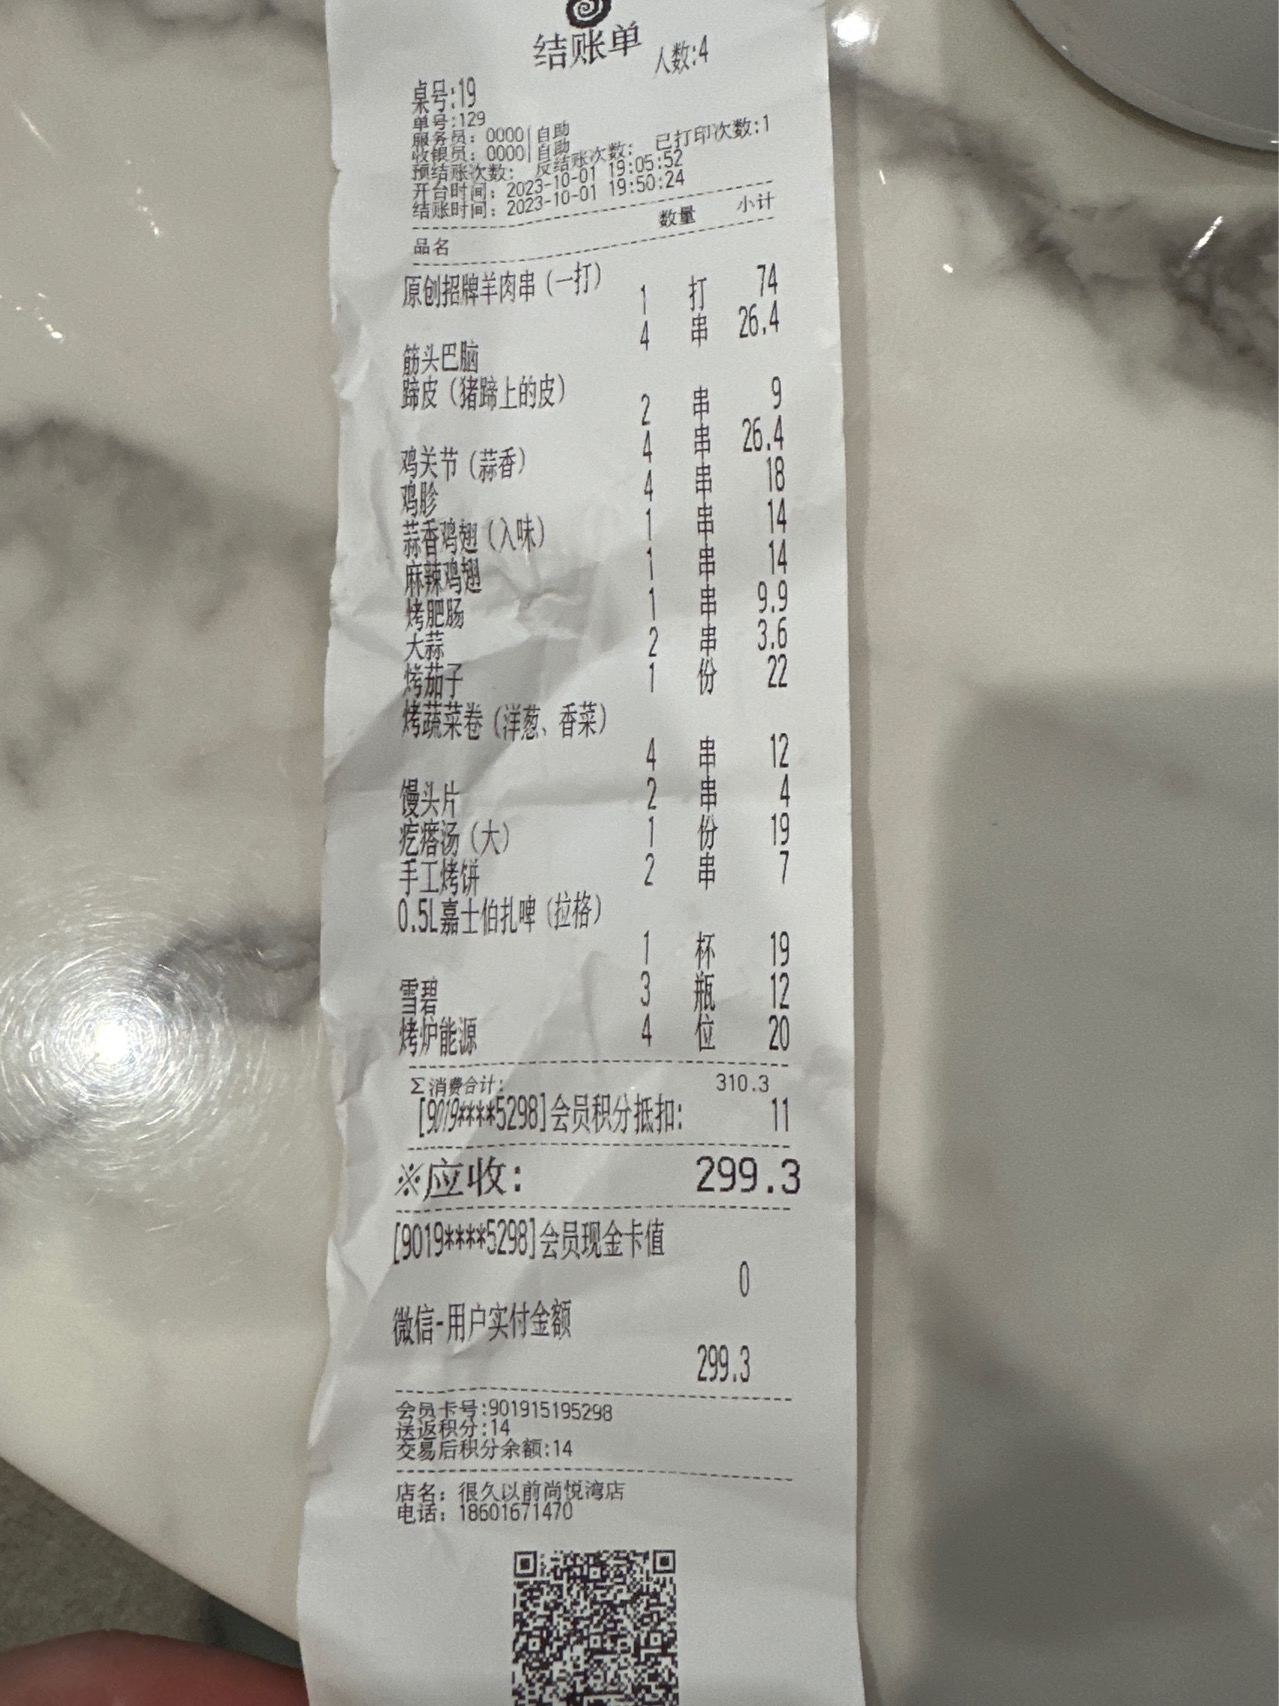 结账单 人数:4
桌号:19
单号:129
服务员: 0000|自助
收银员: 0000|自助
预结账次数: 反结账次数: 已打印次数:1
开台时间: 2023-10-01 19:05:52
结账时间: 2023-10-01 19:50:24
品名 数量 小计
原创招牌羊肉串(一打)
1 打 74
筋头巴脑 4 串 26.4
蹄皮(猪蹄上的皮)
2 串 9
鸡关节(蒜香) 4 串 26.4
鸡胗 4 串 18
蒜香鸡翅(入味) 1 串 14
麻辣鸡翅 1 串 14
烤肥肠 1 串 9.9
大蒜 2 串 3.6
烤茄子 1 份 22
烤蔬菜卷(洋葱、香菜)
4 串 12
馒头片 2 串 4
疙瘩汤(大) 1 份 19
手工烤饼 2 串 7
0.5L嘉士伯扎啤(拉格)
1 杯 19
雪碧 3 瓶 12
烤炉能源 4 位 20
Σ消费合计: 310.3
[9019****5298]会员积分抵扣: 11
※应收: 299.3
[9019****5298]会员现金卡值
0
微信-用户实付金额
299.3
会员卡号:901915195298
送返积分:14
交易后积分余额:14
店名: 很久以前尚悦湾店
电话: 18601671470